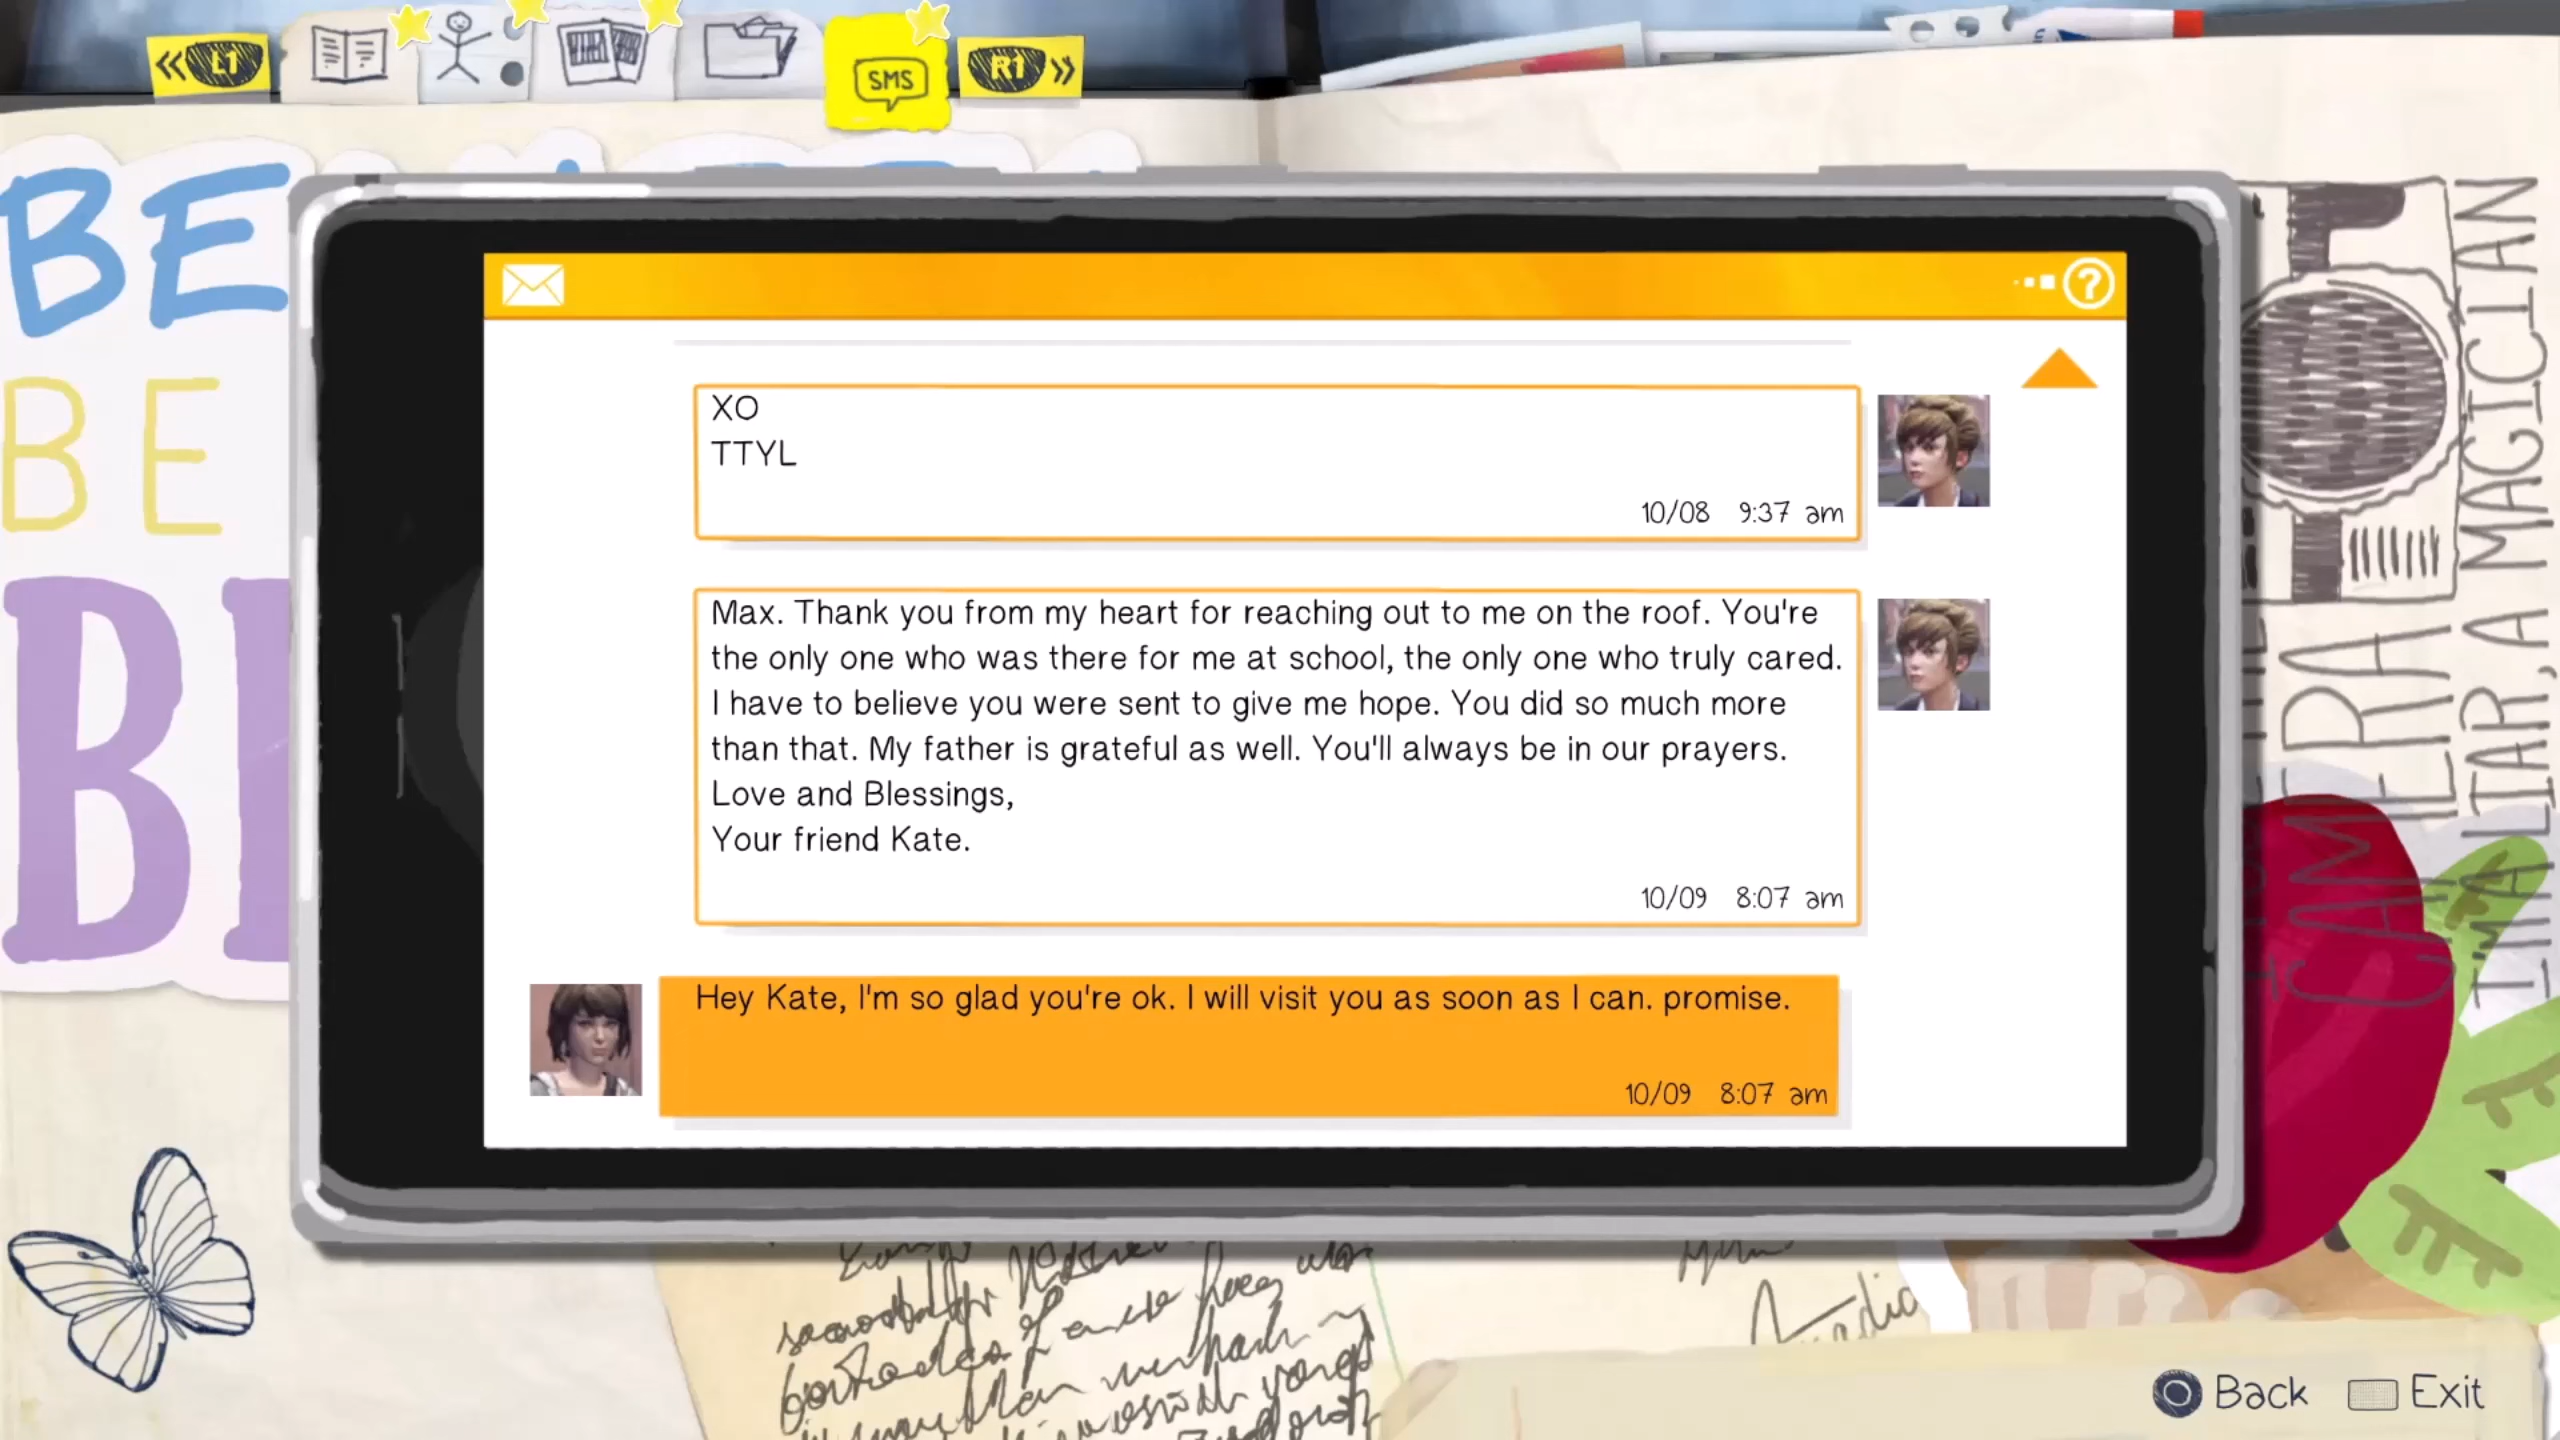 L1
SMS
R1
BE
BE
XO
TTYL
10/08 9:37 am
Max. Thank you from my heart for reaching out to me on the roof. You're
the only one who was there for me at school, the only one who truly cared.
I have to believe you were sent to give me hope. You did so much more
than that. My father is grateful as well. You'll always be in our prayers.
Love and Blessings,
Your friend Kate.
10/09 8:07 am
Hey Kate, I'm so glad you're ok. I will visit you as soon as I can. promise.
10/09 8:07 am
CAMERA
I'M A LIAR, A MAGICIAN
Back
Exit